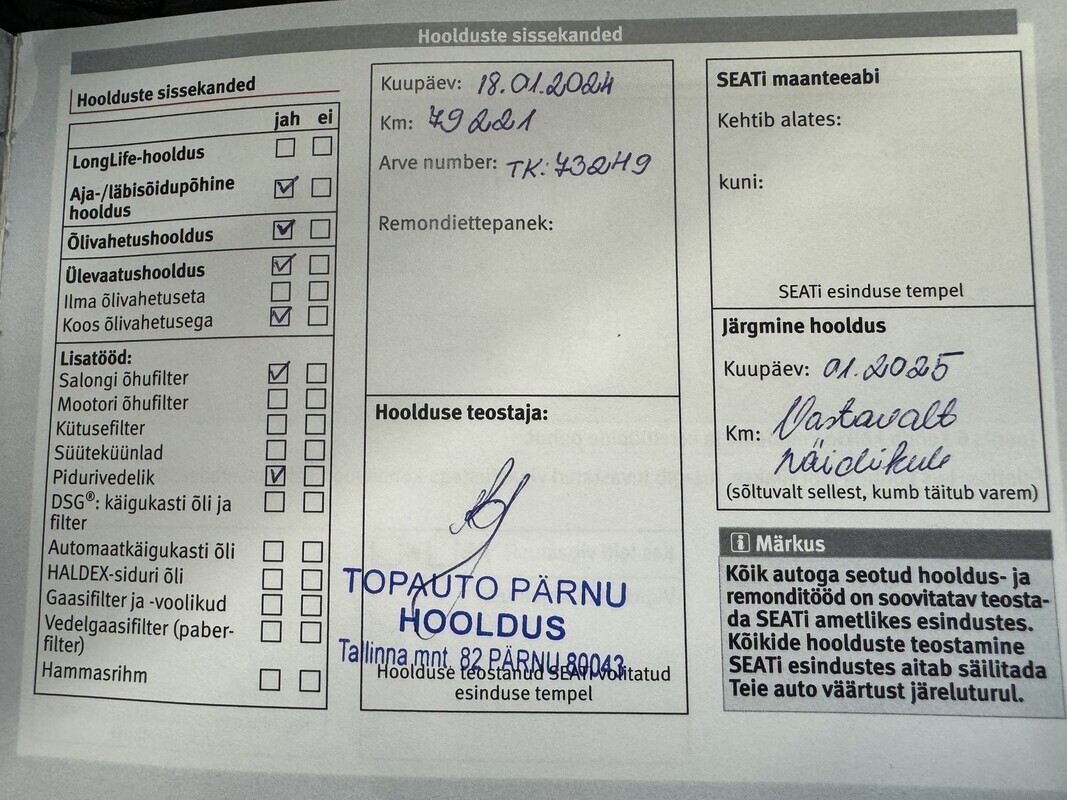 Hoolduste sissekanded
Hoolduste sissekanded
jah ei
LongLife-hooldus
Aja-/läbisõidupõhine
hooldus
Õlivahetushooldus
Ülevaatushooldus
Ilma õlivahetuseta
Koos õlivahetusega
Lisatööd:
Salongi õhufilter
Mootori õhufilter
Kütusefilter
Süüteküünlad
Pidurivedelik
DSG®: käigukasti õli ja
filter
Automaatkäigukasti õli
HALDEX-siduri õli
Gaasifilter ja -voolikud
Vedelgaasifilter (paber-
filter)
Hammasrihm
Kuupäev: 18.01.2024
Km: 79221
Arve number: TK:73249
Remondiettepanek:
Hoolduse teostaja:
TOPAUTO PÄRNU
HOOLDUS
Tallinna mnt. 82 PÄRNU 80043
Hoolduse teostanud SEATi volitatud
esinduse tempel
SEATi maanteeabi
Kehtib alates:
kuni:
SEATi esinduse tempel
Järgmine hooldus
Kuupäev: 01.2025
Km: Vastavalt
näidikule
(sõltuvalt sellest, kumb täitub varem)
i Märkus
Kõik autoga seotud hooldus- ja
remonditööd on soovitatav teosta-
da SEATi ametlikes esindustes.
Kõikide hoolduste teostamine
SEATi esindustes aitab säilitada
Teie auto väärtust järeluturul.